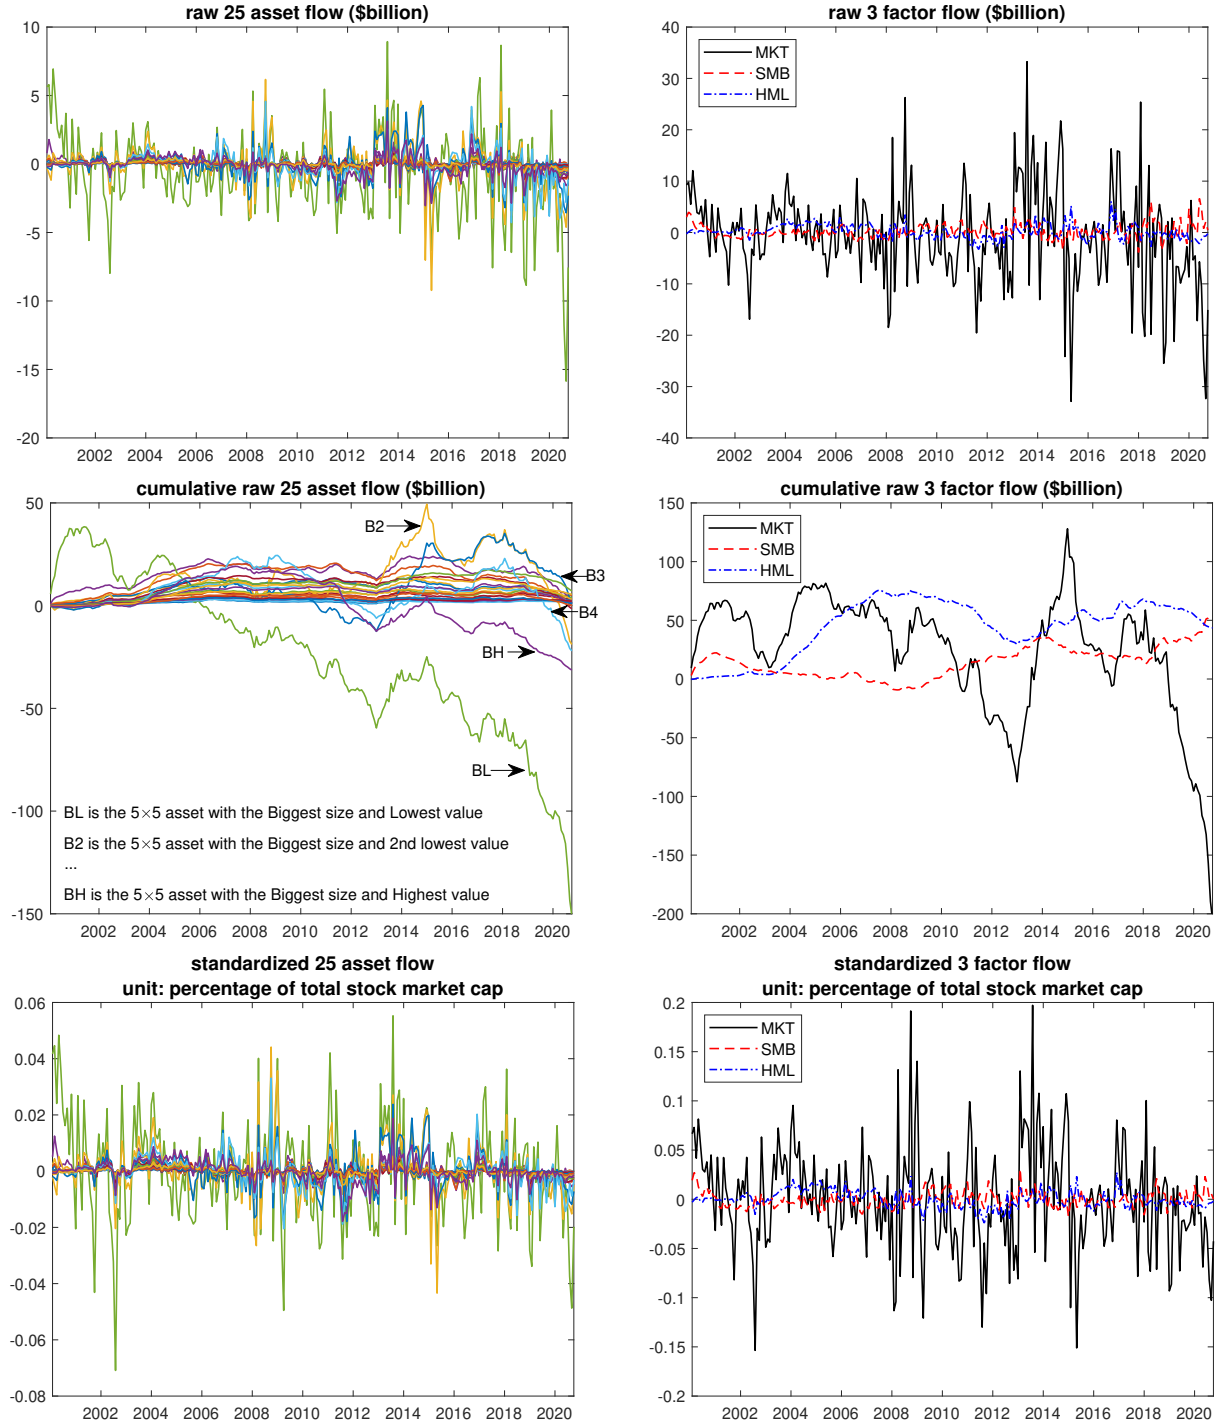 raw 25 asset flow ($billion)
10
5
0
-5
-10
-15
-20
2002 2004 2006 2008 2010 2012 2014 2016 2018 2020
raw 3 factor flow ($billion)
MKT
SMB
HML
40
30
20
10
0
-10
-20
-30
-40
2002 2004 2006 2008 2010 2012 2014 2016 2018 2020
cumulative raw 25 asset flow ($billion)
50
0
-50
-100
-150
B2
B3
B4
BH
BL
BL is the 5×5 asset with the Biggest size and Lowest value
B2 is the 5×5 asset with the Biggest size and 2nd lowest value
...
BH is the 5×5 asset with the Biggest size and Highest value
2002 2004 2006 2008 2010 2012 2014 2016 2018 2020
cumulative raw 3 factor flow ($billion)
MKT
SMB
HML
150
100
50
0
-50
-100
-150
-200
2002 2004 2006 2008 2010 2012 2014 2016 2018 2020
standardized 25 asset flow
unit: percentage of total stock market cap
0.06
0.04
0.02
0
-0.02
-0.04
-0.06
-0.08
2002 2004 2006 2008 2010 2012 2014 2016 2018 2020
standardized 3 factor flow
unit: percentage of total stock market cap
MKT
SMB
HML
0.2
0.15
0.1
0.05
0
-0.05
-0.1
-0.15
-0.2
2002 2004 2006 2008 2010 2012 2014 2016 2018 2020